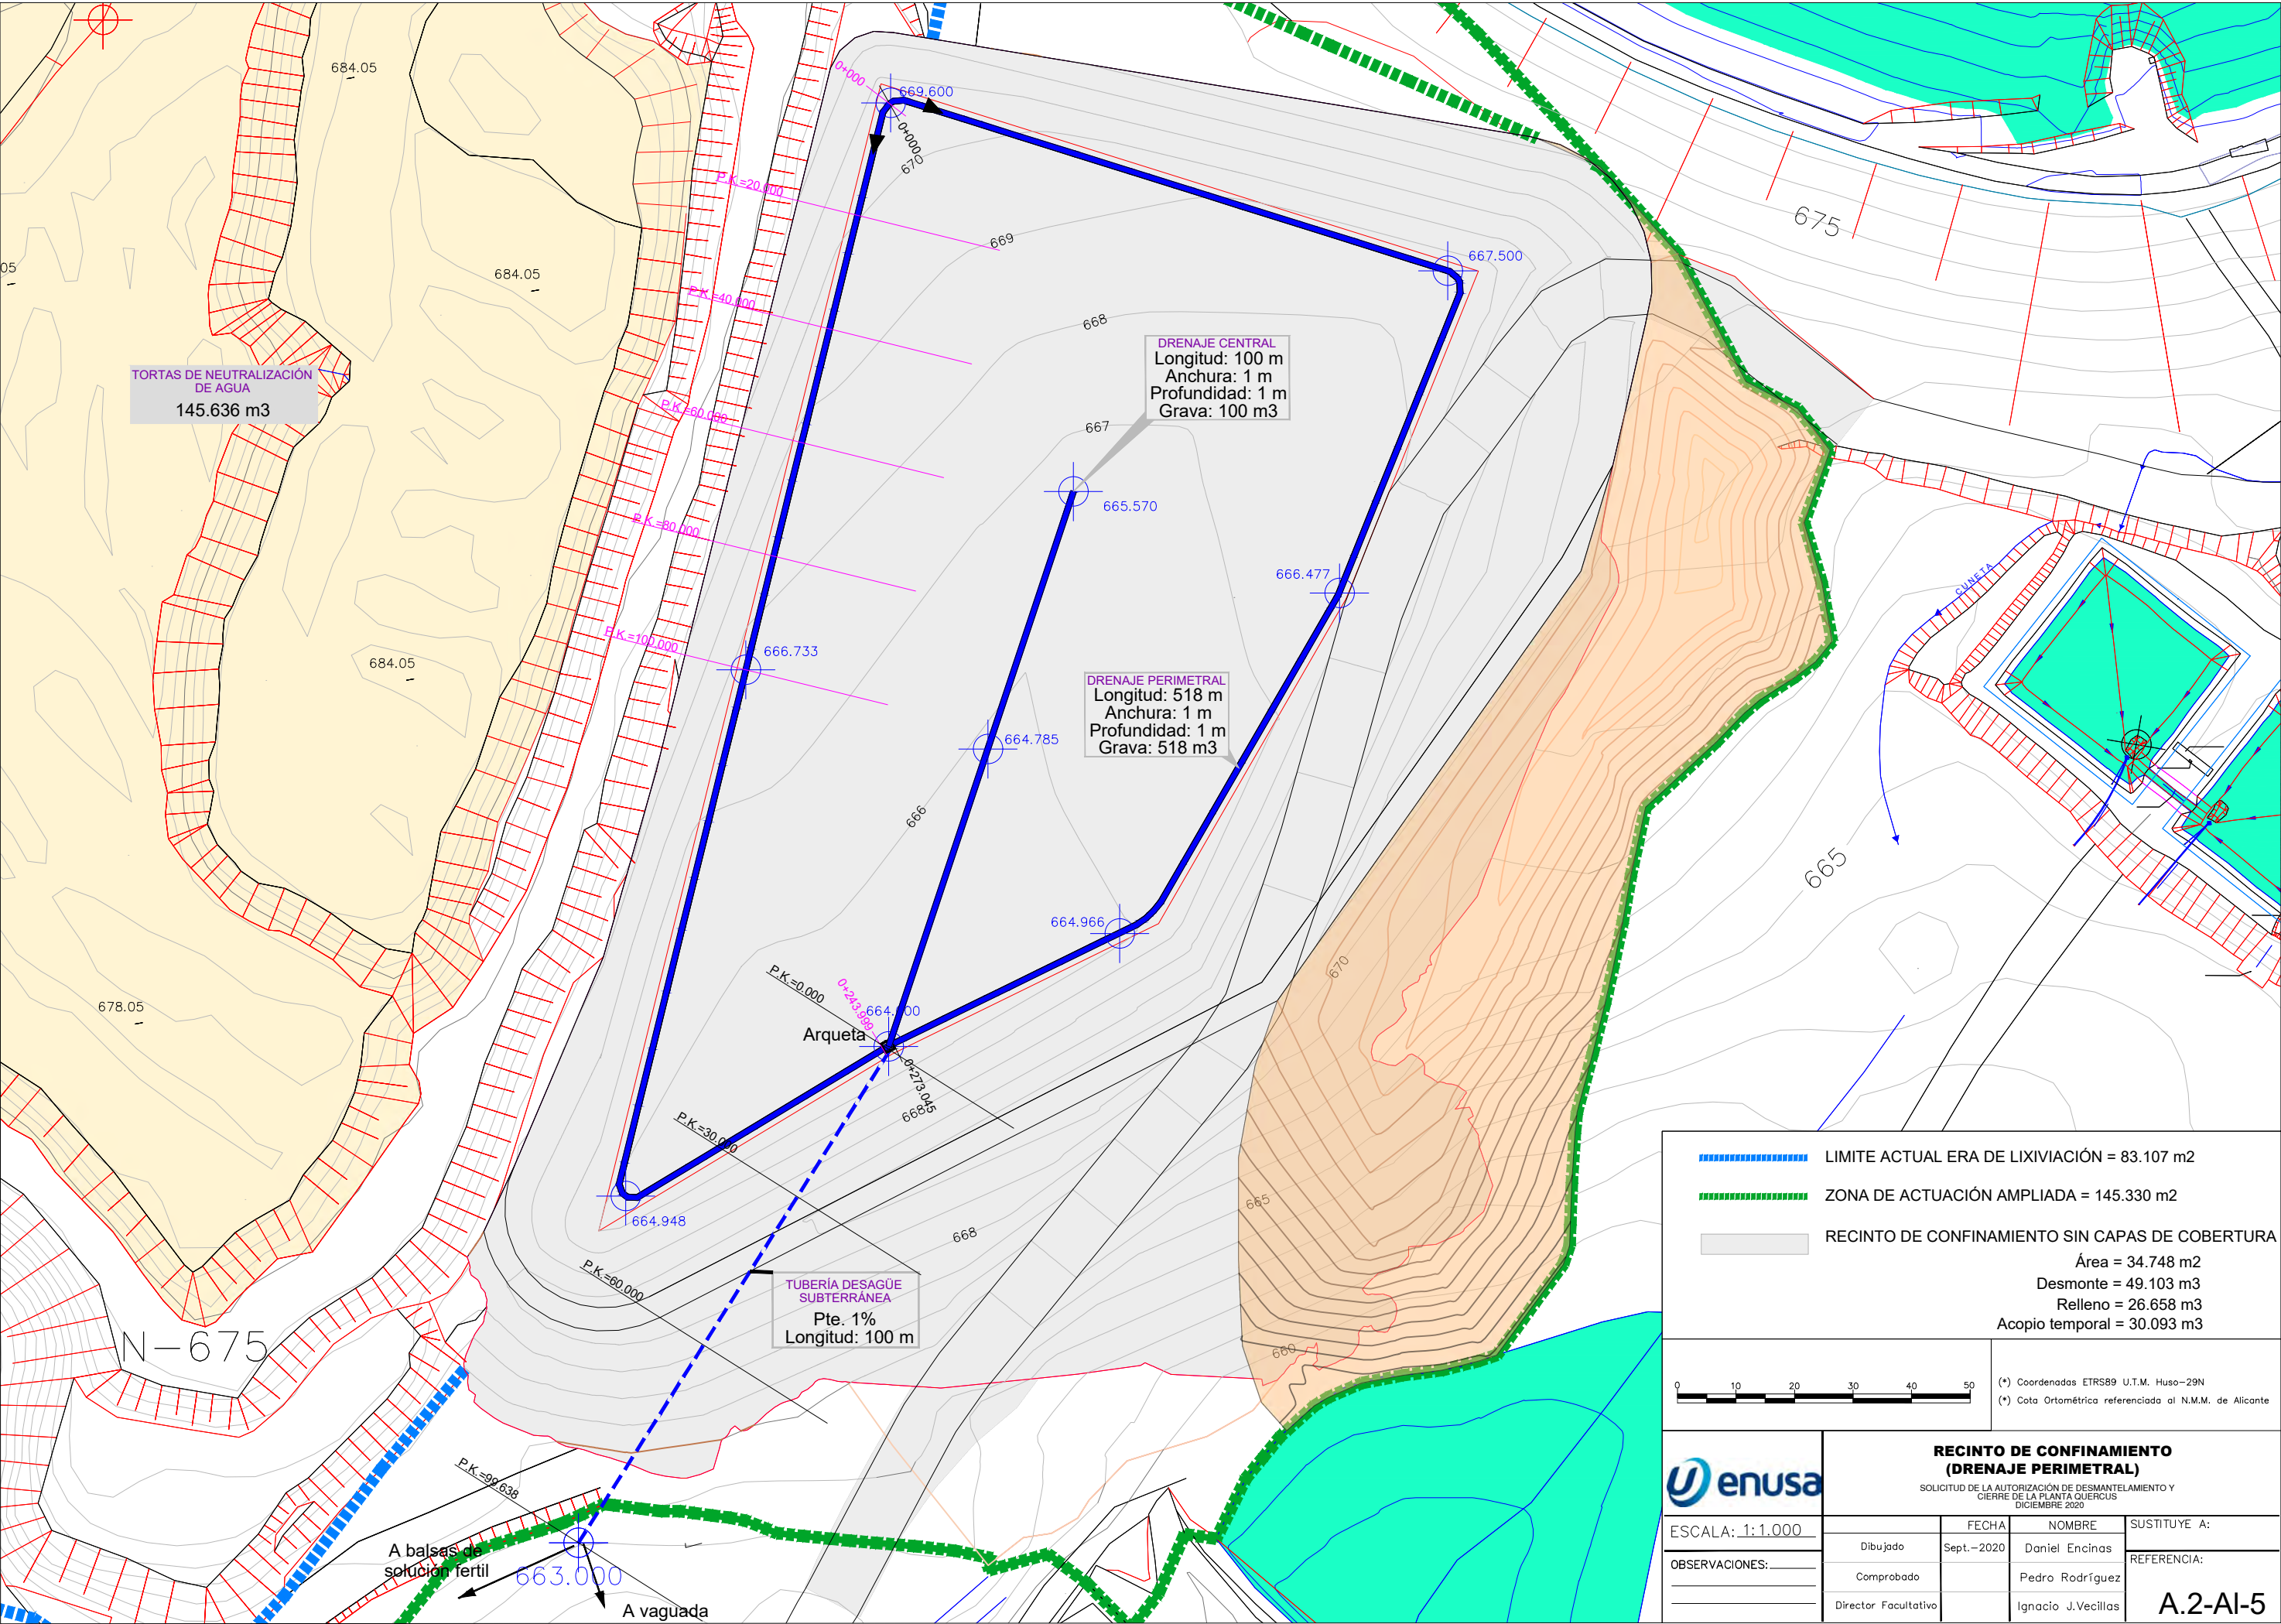 684.05
0+000
669.600
0+000
670
P.K.=20.000
675
669
667.500
05
684.05
P.K.=40.000
668
DRENAJE CENTRAL
Longitud: 100 m
Anchura: 1 m
Profundidad: 1 m
Grava: 100 m3
TORTAS DE NEUTRALIZACIÓN
DE AGUA
145.636 m3
P.K.=60.000
667
665.570
P.K.=80.000
666.477
CUNETA
P.K.=100.000
666.733
684.05
DRENAJE PERIMETRAL
Longitud: 518 m
Anchura: 1 m
Profundidad: 1 m
Grava: 518 m3
664.785
666
665
664.966
670
P.K.=0.000
0+243.999
678.05
664.000
Arqueta
0+273.045
668
P.K.=30.000
665
664.948
668
P.K.=60.000
TUBERÍA DESAGÜE
SUBTERRÁNEA
Pte. 1%
Longitud: 100 m
660
N-675
P.K.=99.638
A balsas de
solución fertil
663.000
A vaguada
LIMITE ACTUAL ERA DE LIXIVIACIÓN = 83.107 m2
ZONA DE ACTUACIÓN AMPLIADA = 145.330 m2
RECINTO DE CONFINAMIENTO SIN CAPAS DE COBERTURA
Área = 34.748 m2
Desmonte = 49.103 m3
Relleno = 26.658 m3
Acopio temporal = 30.093 m3
0 10 20 30 40 50
(*) Coordenadas ETRS89 U.T.M. Huso-29N
(*) Cota Ortométrica referenciada al N.M.M. de Alicante
enusa
RECINTO DE CONFINAMIENTO
(DRENAJE PERIMETRAL)
SOLICITUD DE LA AUTORIZACIÓN DE DESMANTELAMIENTO Y
CIERRE DE LA PLANTA QUERCUS
DICIEMBRE 2020
ESCALA: 1:1.000
OBSERVACIONES:
FECHA NOMBRE
Dibujado Sept.-2020 Daniel Encinas
Comprobado Pedro Rodríguez
Director Facultativo Ignacio J.Vecillas
SUSTITUYE A:
REFERENCIA:
A.2-AI-5